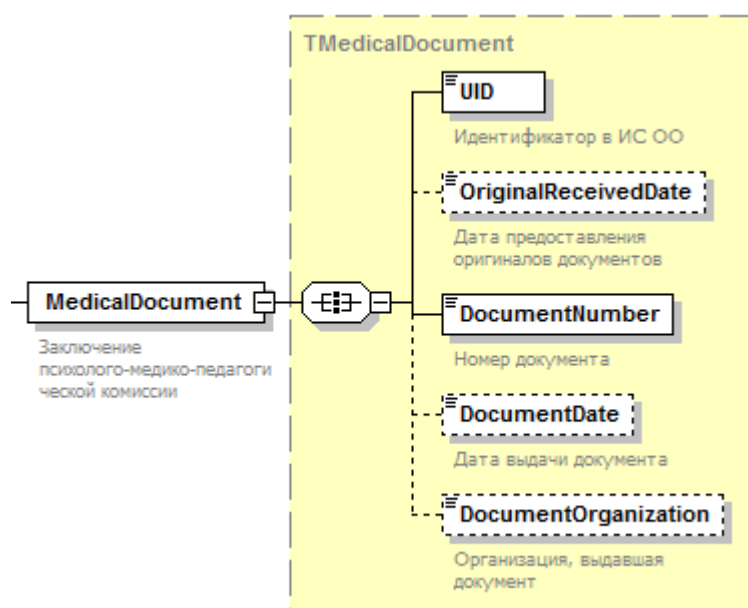 TMedicalDocument
UID
Идентификатор в ИС ОО
OriginalReceivedDate
Дата предоставления
оригиналов документов
MedicalDocument
Заключение
психолого-медико-педагоги
ческой комиссии
DocumentNumber
Номер документа
DocumentDate
Дата выдачи документа
DocumentOrganization
Организация, выдавшая
документ